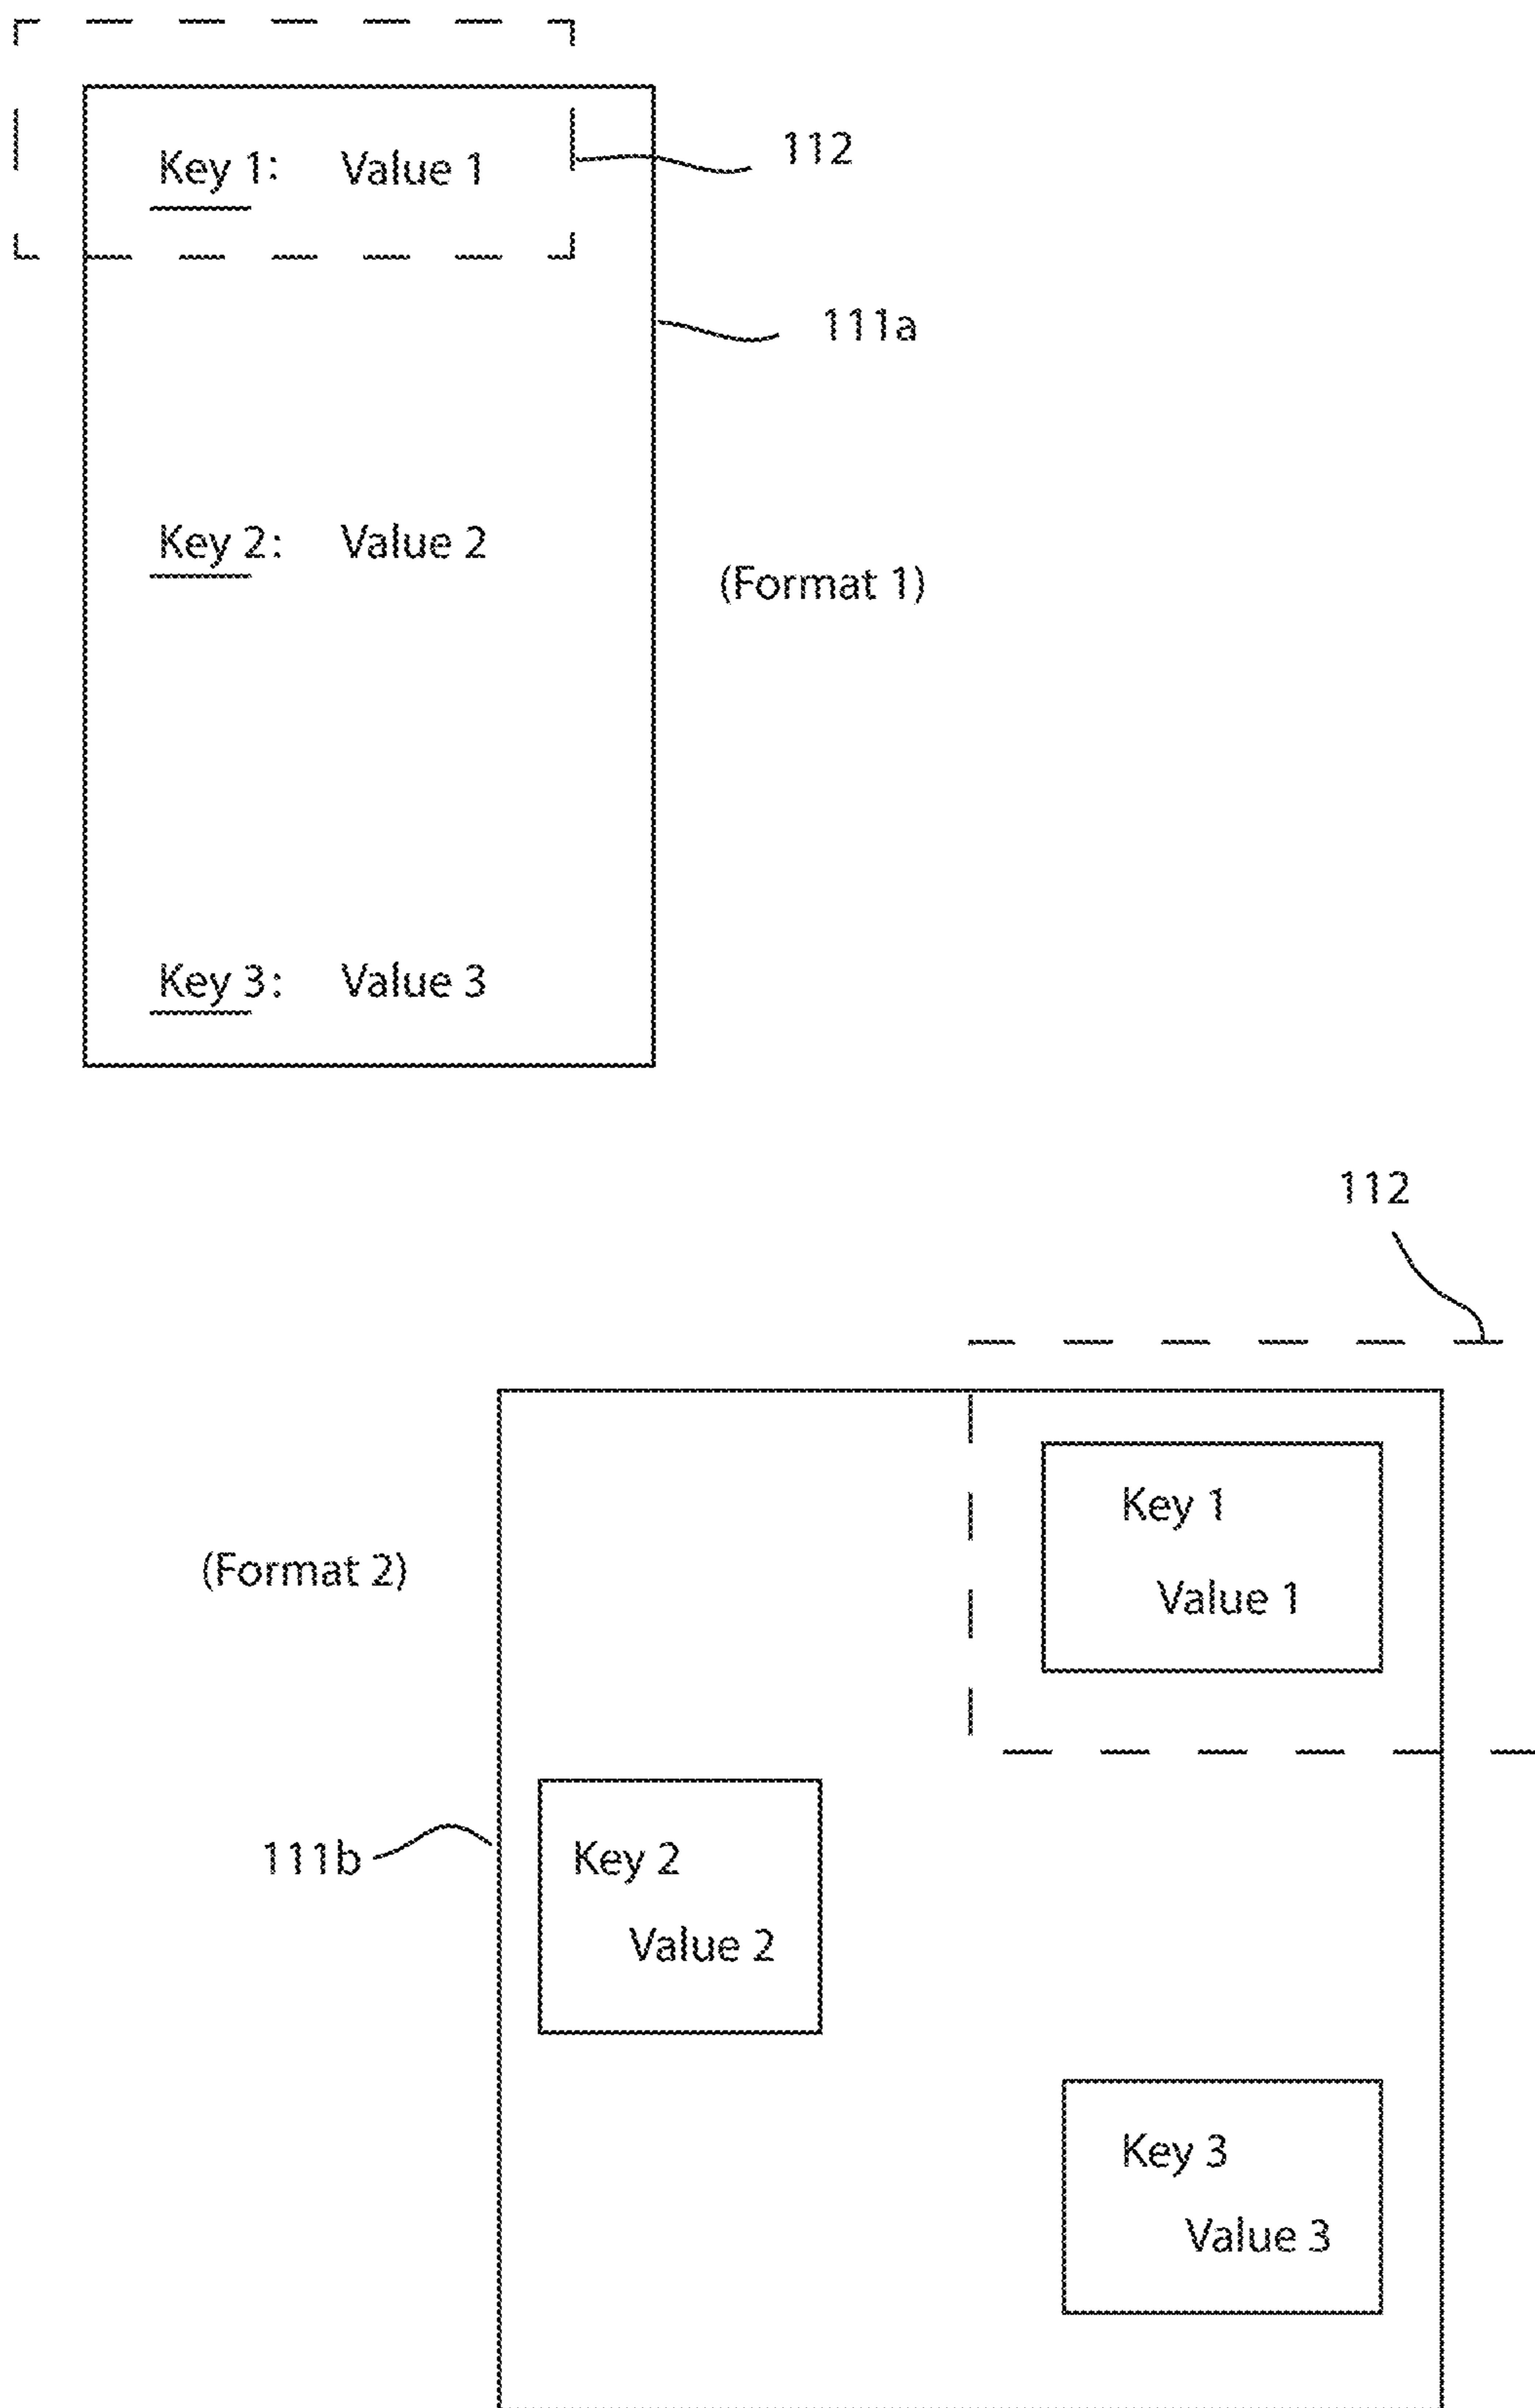 Key 1: Value 1
112
111a
Key 2: Value 2
(Format 1)
Key 3: Value 3
112
Key 1
(Format 2)
Value 1
111b
Key 2
Value 2
Key 3
Value 3